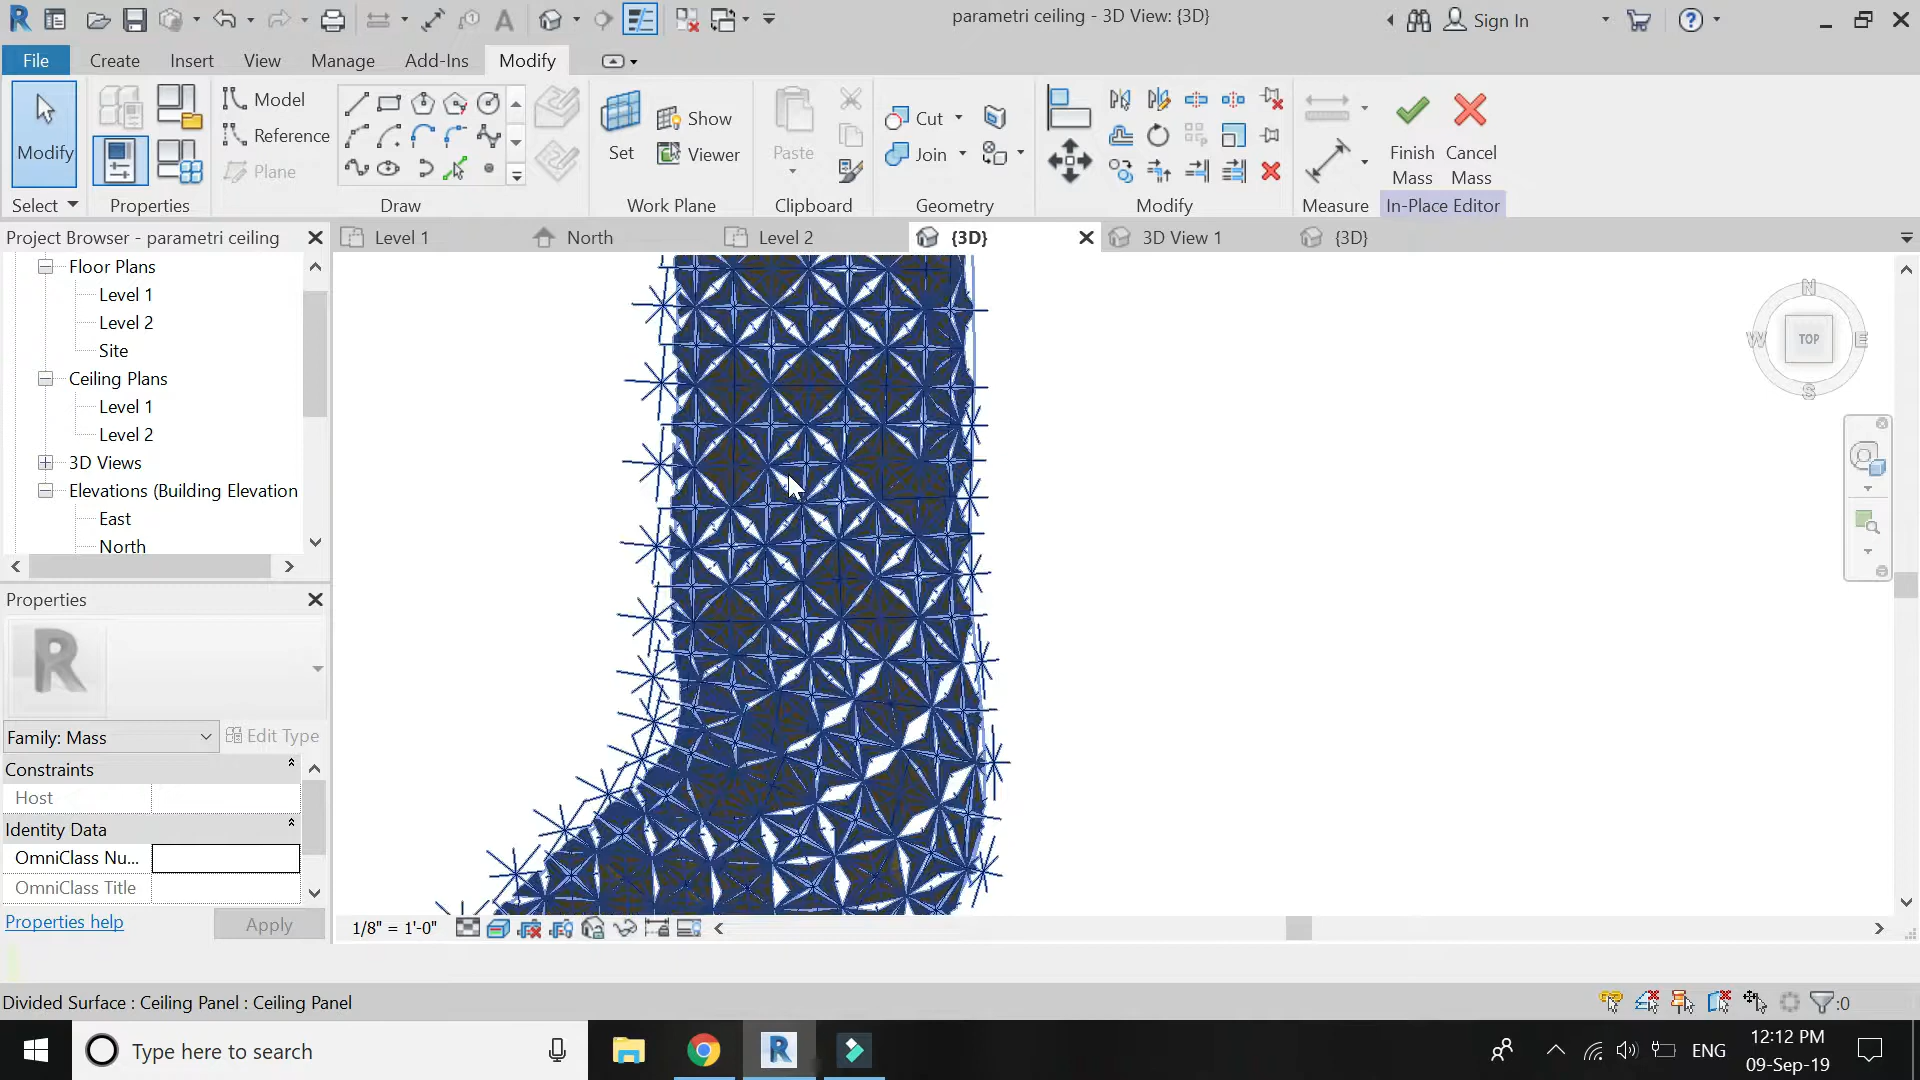 parametri ceiling - 3D View: {3D}
Sign In
File
Create
Insert
View
Manage
Add-Ins
Modify
Modify
Select
Properties
Model
Reference
Plane
Draw
Set
Show
Viewer
Work Plane
Paste
Clipboard
Cut
Join
Geometry
Modify
Measure
Finish Mass
Cancel Mass
In-Place Editor
Project Browser - parametri ceiling
Level 1
North
Level 2
{3D}
3D View 1
{3D}
Floor Plans
Level 1
Level 2
Site
Ceiling Plans
Level 1
Level 2
3D Views
Elevations (Building Elevation
East
North
N
W
TOP
E
S
Properties
R
Family: Mass
Edit Type
Constraints
Host
Identity Data
OmniClass Nu...
OmniClass Title
Properties help
Apply
1/8" = 1'-0"
Divided Surface : Ceiling Panel : Ceiling Panel
:0
Type here to search
ENG
12:12 PM
09-Sep-19